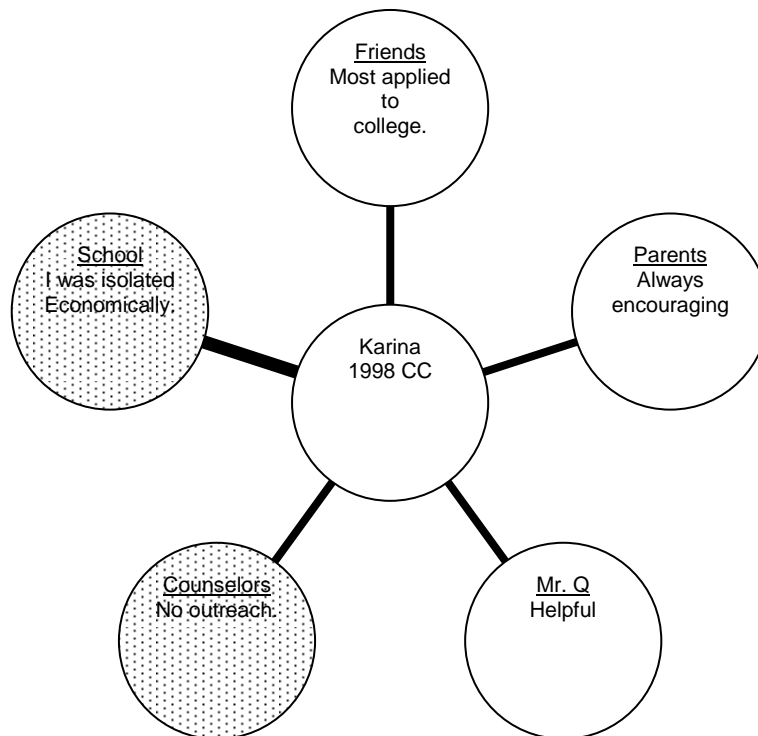 Friends
Most applied
to
college.
School
I was isolated
Economically.
Parents
Always
encouraging
Karina
1998 CC
Counselors
No outreach.
Mr. Q
Helpful